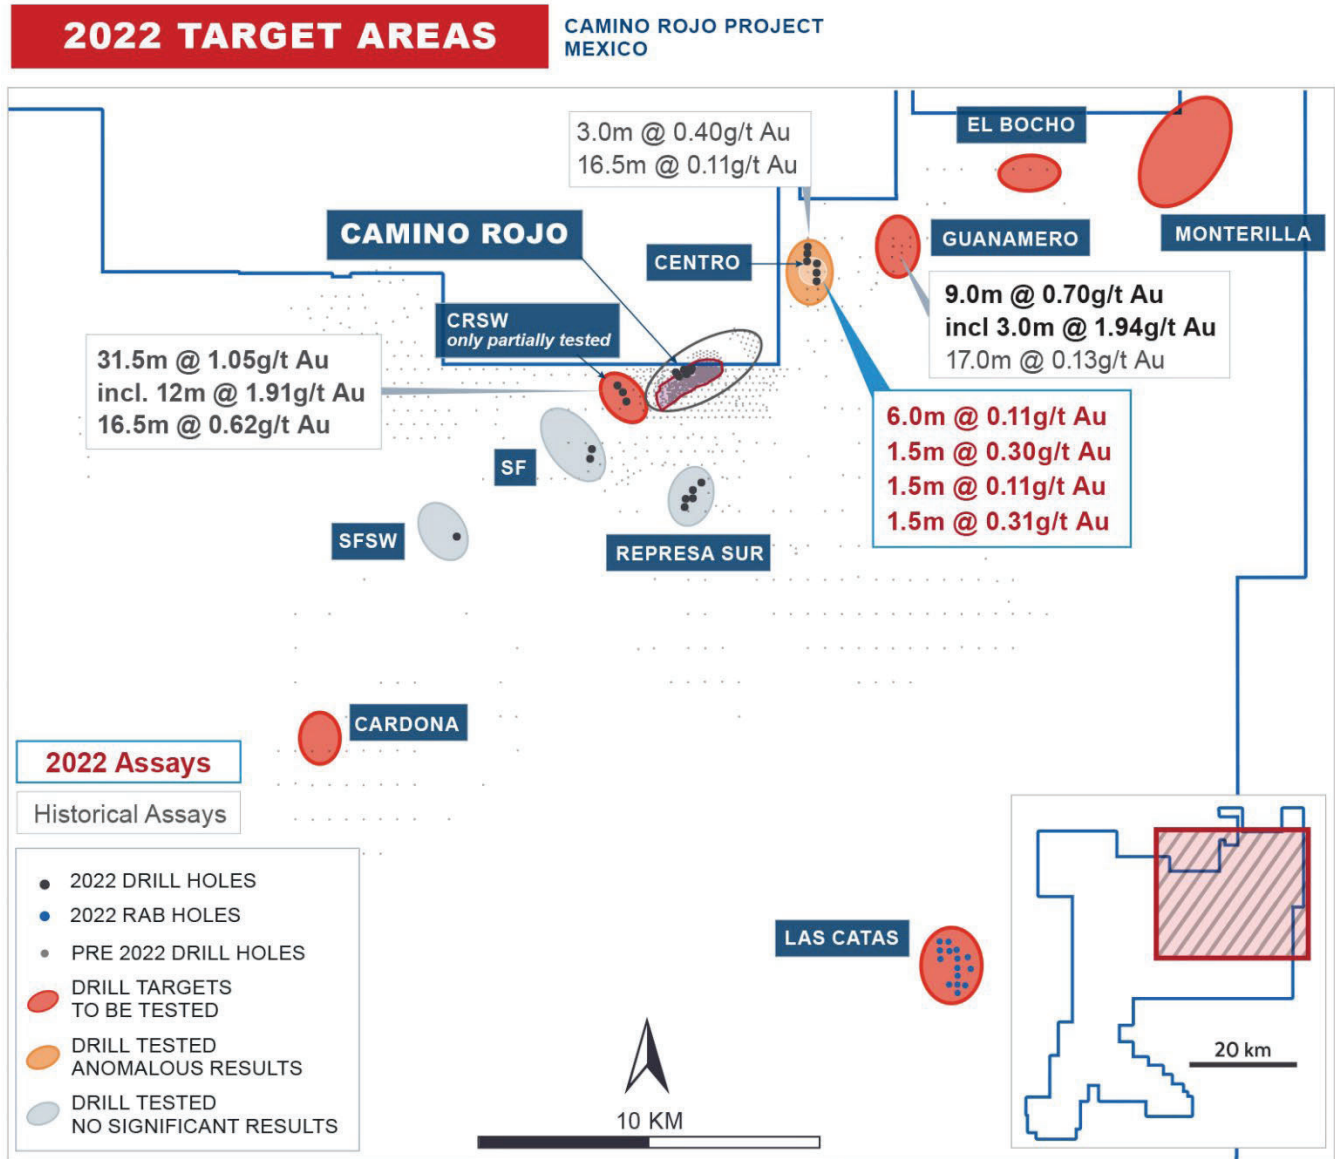 2022 TARGET AREAS
CAMINO ROJO PROJECT
MEXICO
3.0m @ 0.40g/t Au
16.5m @ 0.11g/t Au
EL BOCHO
CAMINO ROJO
CENTRO
GUANAMERO
MONTERILLA
9.0m @ 0.70g/t Au
incl 3.0m @ 1.94g/t Au
17.0m @ 0.13g/t Au
CRSW
only partially tested
31.5m @ 1.05g/t Au
incl. 12m @ 1.91g/t Au
16.5m @ 0.62g/t Au
6.0m @ 0.11g/t Au
1.5m @ 0.30g/t Au
1.5m @ 0.11g/t Au
1.5m @ 0.31g/t Au
SF
SFSW
REPRESA SUR
CARDONA
2022 Assays
Historical Assays
2022 DRILL HOLES
2022 RAB HOLES
PRE 2022 DRILL HOLES
DRILL TARGETS
TO BE TESTED
DRILL TESTED
ANOMALOUS RESULTS
DRILL TESTED
NO SIGNIFICANT RESULTS
LAS CATAS
10 KM
20 km